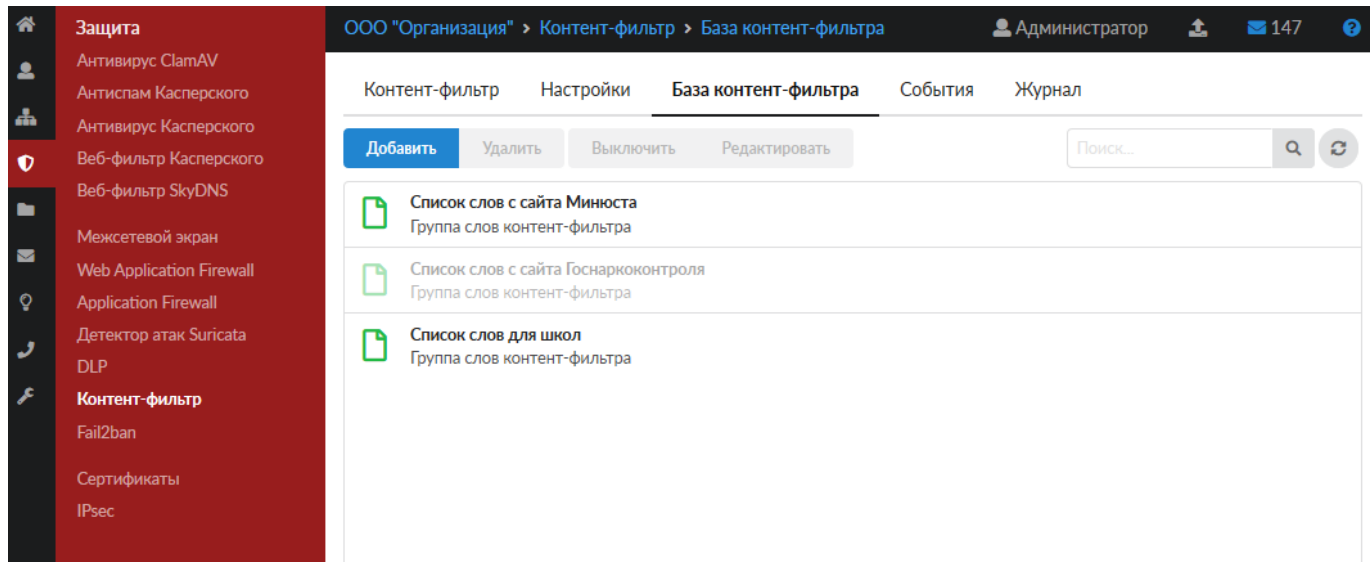 Защита
Антивирус ClamAV
Антиспам Касперского
Антивирус Касперского
Веб-фильтр Касперского
Веб-фильтр SkyDNS
Межсетевой экран
Web Application Firewall
Application Firewall
Детектор атак Suricata
DLP
Контент-фильтр
Fail2ban
Сертификаты
IPsec
ООО "Организация" > Контент-фильтр > База контент-фильтра
Администратор 147 ?
Контент-фильтр Настройки База контент-фильтра События Журнал
Добавить Удалить Выключить Редактировать Поиск...
Список слов с сайта Минюста
Группа слов контент-фильтра
Список слов с сайта Госнаркоконтроля
Группа слов контент-фильтра
Список слов для школ
Группа слов контент-фильтра